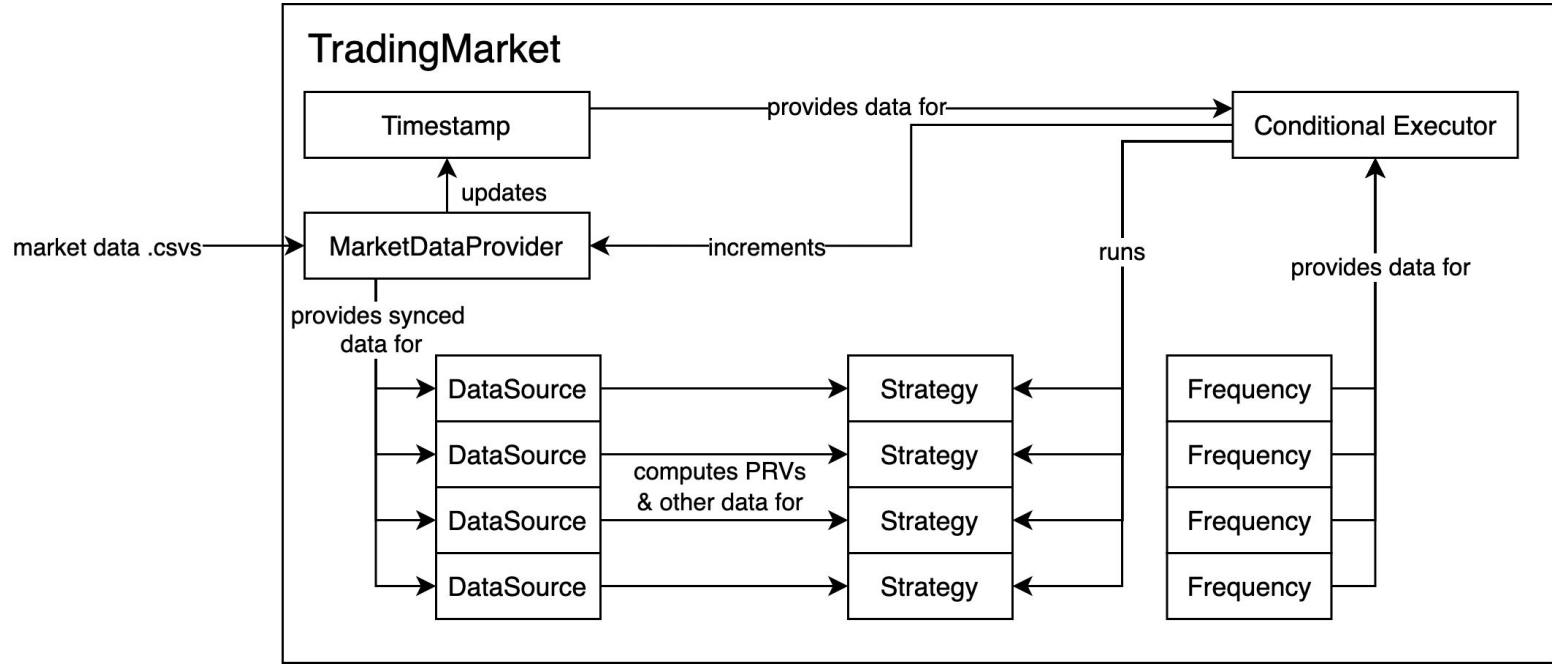 TradingMarket
Timestamp
provides data for
Conditional Executor
updates
market data .csvs
MarketDataProvider
increments
runs
provides data for
provides synced
data for
DataSource
Strategy
Frequency
DataSource
Strategy
Frequency
computes PRVs
& other data for
DataSource
Strategy
Frequency
DataSource
Strategy
Frequency